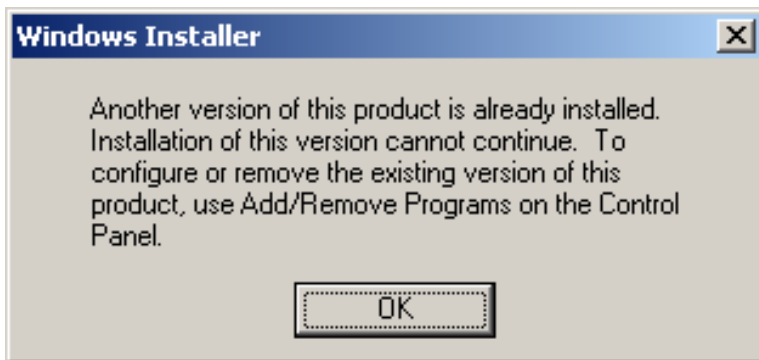 Windows Installer
Another version of this product is already installed.
Installation of this version cannot continue.  To
configure or remove the existing version of this
product, use Add/Remove Programs on the Control
Panel.
OK